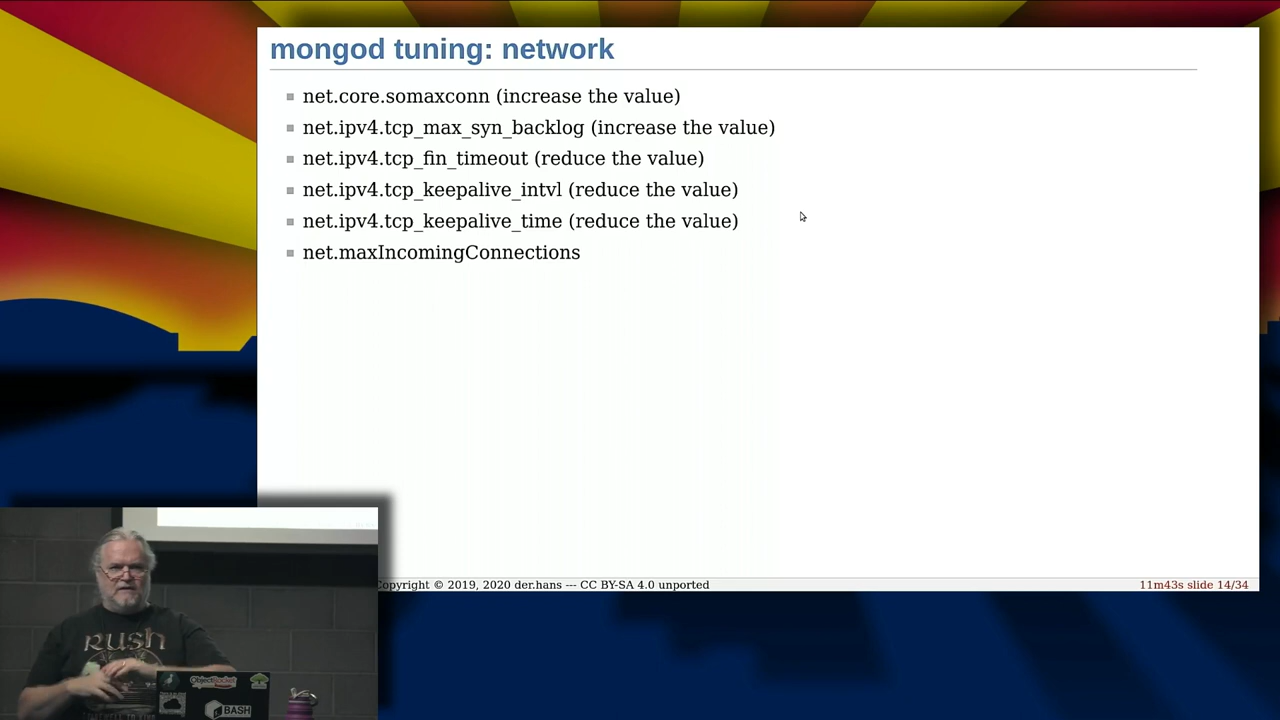 mongod tuning: network
net.core.somaxconn (increase the value)
net.ipv4.tcp_max_syn_backlog (increase the value)
net.ipv4.tcp_fin_timeout (reduce the value)
net.ipv4.tcp_keepalive_intvl (reduce the value)
net.ipv4.tcp_keepalive_time (reduce the value)
net.maxIncomingConnections
opyright © 2019, 2020 der.hans --- CC BY-SA 4.0 unported
11m43s slide 14/34
RUSH
ObjectRocket
BASH